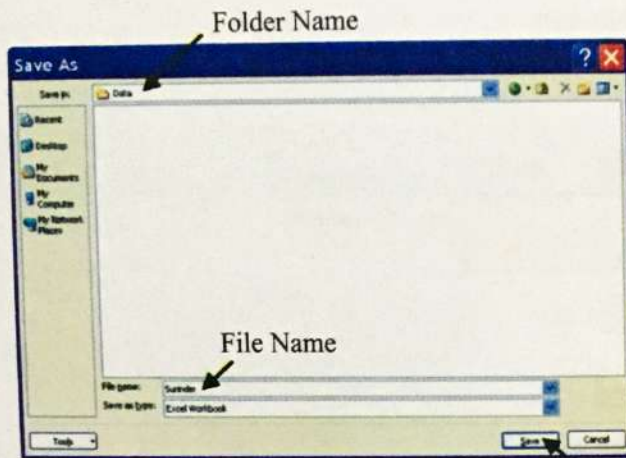 Folder Name
Save As
Save in:
Data
Recent
Desktop
My Documents
My Computer
My Network Places
File Name
File name:
Surinder
Save as type:
Excel Workbook
Tools
Save
Cancel